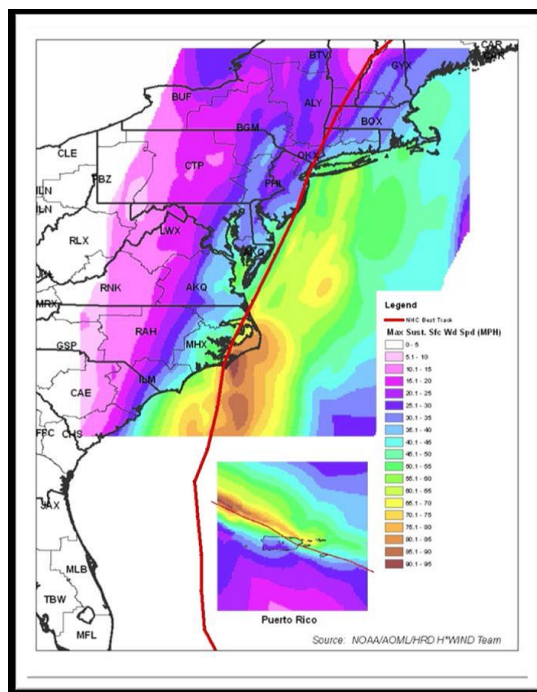 CAR
BTV
GYX
BUF
ALY
BGM
BOX
CLE
CTP
OKX
PBZ
PHI
ILN
ILN
LWX
RLX
RNK
AKQ
MRX
RAH
MHX
GSP
ILM
CAE
FFC
CHS
JAX
MLB
TBW
MFL
Legend
NHC Best Track
Max Sust. Sfc Wd Spd (MPH)
0 - 5
5.1 - 10
10.1 - 15
15.1 - 20
20.1 - 25
25.1 - 30
30.1 - 35
35.1 - 40
40.1 - 45
45.1 - 50
50.1 - 55
55.1 - 60
60.1 - 65
65.1 - 70
70.1 - 75
75.1 - 80
80.1 - 85
85.1 - 90
90.1 - 95
Puerto Rico
Source: NOAA/AOML/HRD H*WIND Team